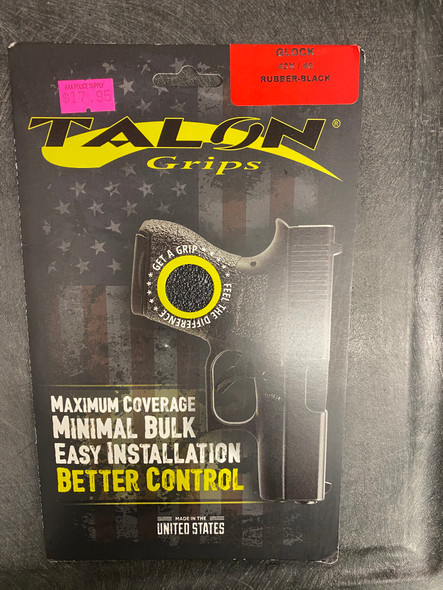 GLOCK
RUBBER-BLACK
$17.95
TALON®
Grips
GET A GRIP
FEEL THE DIFFERENCE
MAXIMUM COVERAGE
MINIMAL BULK
EASY INSTALLATION
BETTER CONTROL
MADE IN THE
UNITED STATES